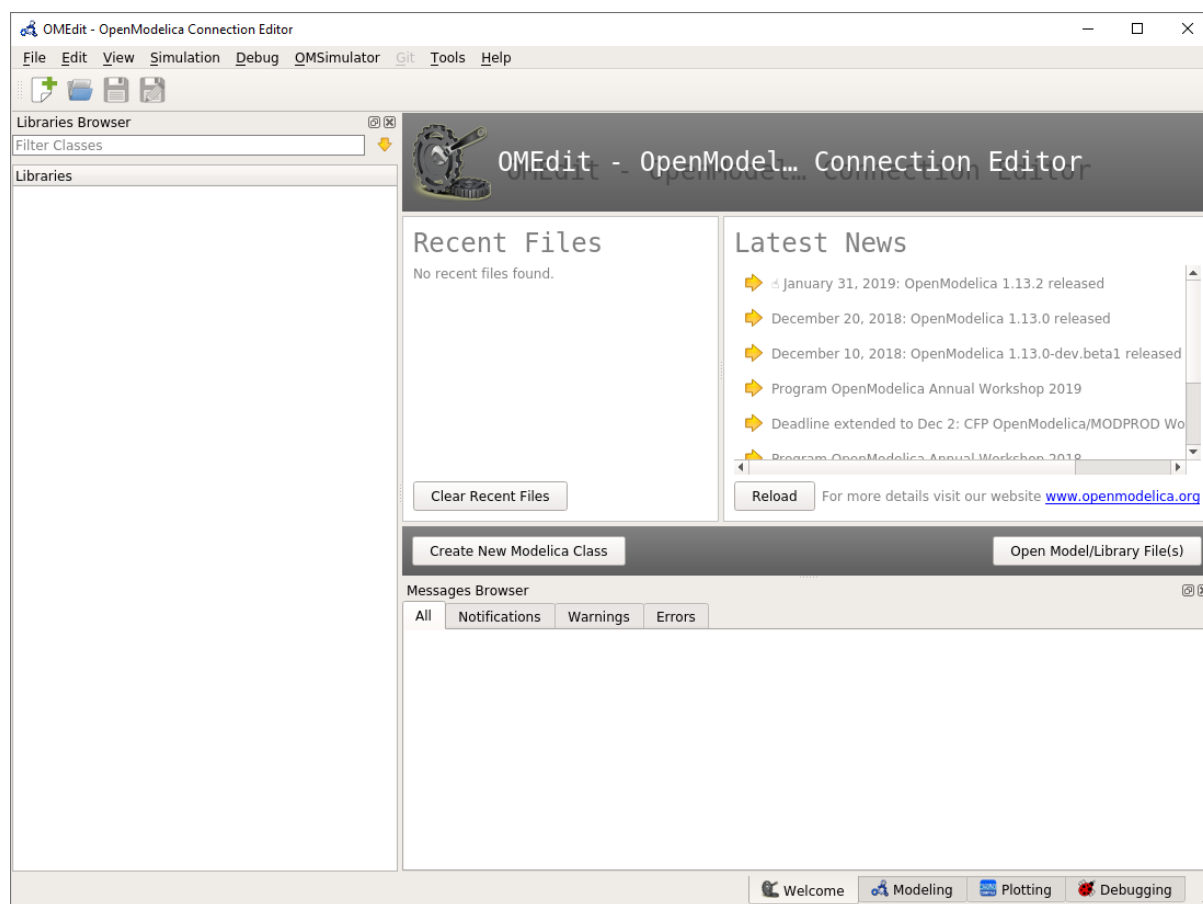 OMEdit - OpenModelica Connection Editor
File Edit View Simulation Debug OMSimulator Git Tools Help
Libraries Browser
Filter Classes
Libraries
OMEdit - OpenModel… Connection Editor
Recent Files
No recent files found.
Clear Recent Files
Latest News
January 31, 2019: OpenModelica 1.13.2 released
December 20, 2018: OpenModelica 1.13.0 released
December 10, 2018: OpenModelica 1.13.0-dev.beta1 released
Program OpenModelica Annual Workshop 2019
Deadline extended to Dec 2: CFP OpenModelica/MODPROD Wo
Program OpenModelica Annual Workshop 2018
Reload For more details visit our website www.openmodelica.org
Create New Modelica Class Open Model/Library File(s)
Messages Browser
All Notifications Warnings Errors
Welcome Modeling Plotting Debugging